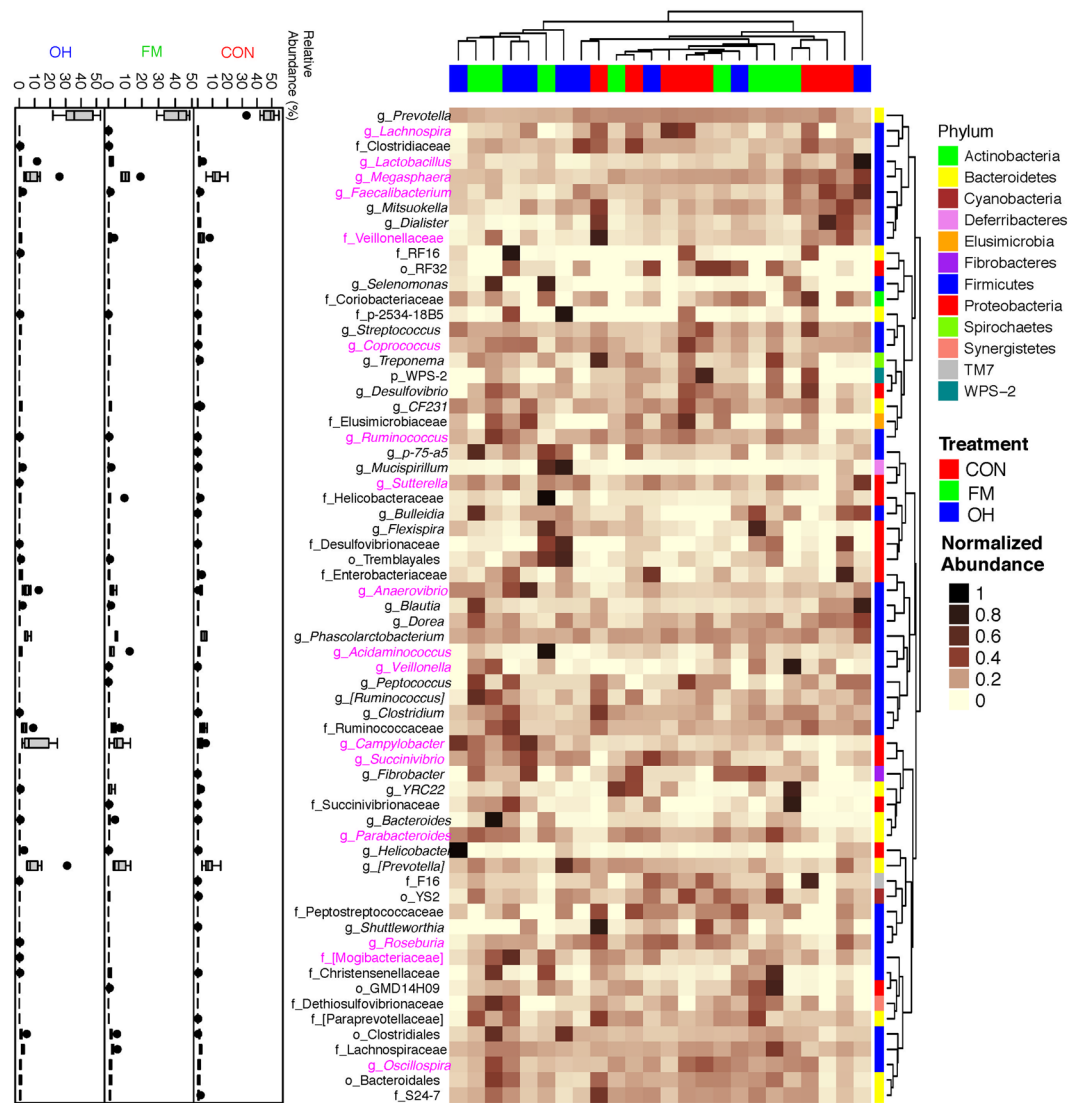 OH
FM
CON
Relative
Abundance (%)
0 10 20 30 40 50
0 10 20 30 40 50
0 10 20 30 40 50
g_Prevotella
g_Lachnospira
f_Clostridiaceae
g_Lactobacillus
g_Megasphaera
g_Faecalibacterium
g_Mitsuokella
g_Dialister
f_Veillonellaceae
f_RF16
o_RF32
g_Selenomonas
f_Coriobacteriaceae
f_p-2534-18B5
g_Streptococcus
g_Coprococcus
g_Treponema
p_WPS-2
g_Desulfovibrio
g_CF231
f_Elusimicrobiaceae
g_Ruminococcus
g_p-75-a5
g_Mucispirillum
g_Sutterella
f_Helicobacteraceae
g_Bulleidia
g_Flexispira
f_Desulfovibrionaceae
o_Tremblayales
f_Enterobacteriaceae
g_Anaerovibrio
g_Blautia
g_Dorea
g_Phascolarctobacterium
g_Acidaminococcus
g_Veillonella
g_Peptococcus
g_[Ruminococcus]
g_Clostridium
f_Ruminococcaceae
g_Campylobacter
g_Succinivibrio
g_Fibrobacter
g_YRC22
f_Succinivibrionaceae
g_Bacteroides
g_Parabacteroides
g_Helicobacter
g_[Prevotella]
f_F16
o_YS2
f_Peptostreptococcaceae
g_Shuttleworthia
g_Roseburia
f_[Mogibacteriaceae]
f_Christensenellaceae
o_GMD14H09
f_Dethiosulfovibrionaceae
f_[Paraprevotellaceae]
o_Clostridiales
f_Lachnospiraceae
g_Oscillospira
o_Bacteroidales
f_S24-7
Phylum
Actinobacteria
Bacteroidetes
Cyanobacteria
Deferribacteres
Elusimicrobia
Fibrobacteres
Firmicutes
Proteobacteria
Spirochaetes
Synergistetes
TM7
WPS-2
Treatment
CON
FM
OH
Normalized
Abundance
1
0.8
0.6
0.4
0.2
0